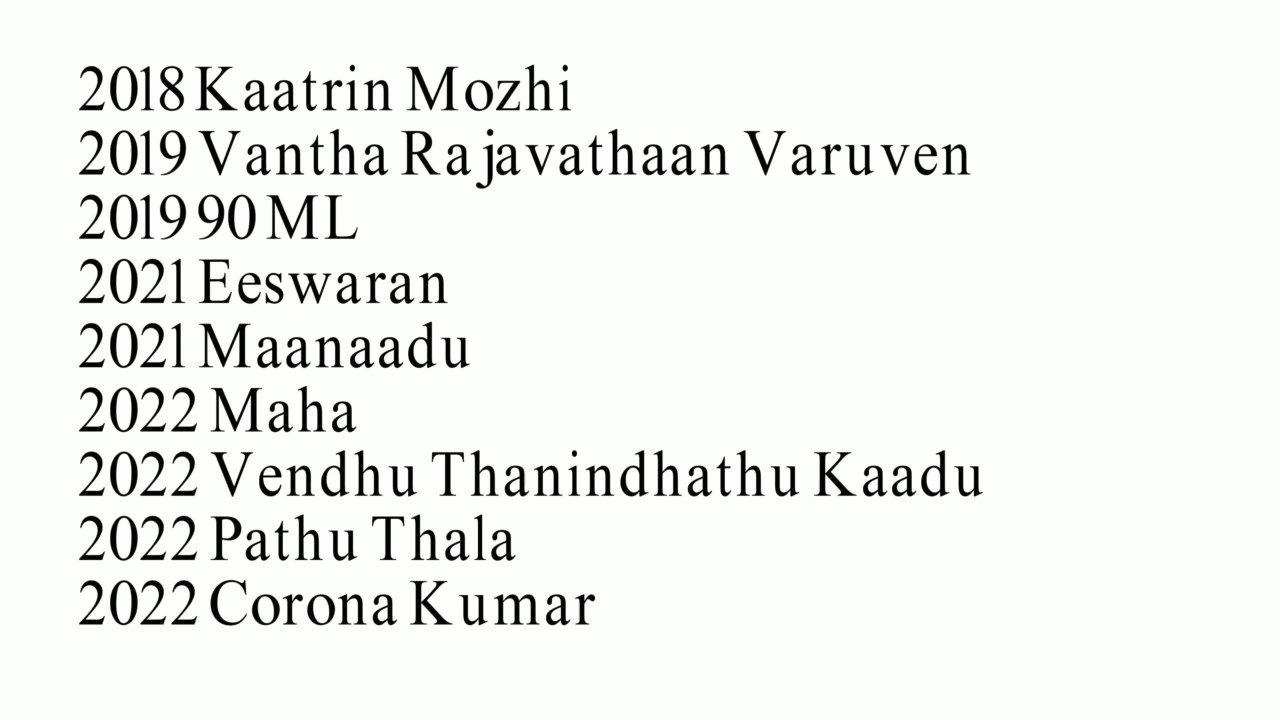 2018 Kaatrin Mozhi
2019 Vantha Rajavathaan Varuven
2019 90 ML
2021 Eeswaran
2021 Maanaadu
2022 Maha
2022 Vendhu Thanindhathu Kaadu
2022 Pathu Thala
2022 Corona Kumar